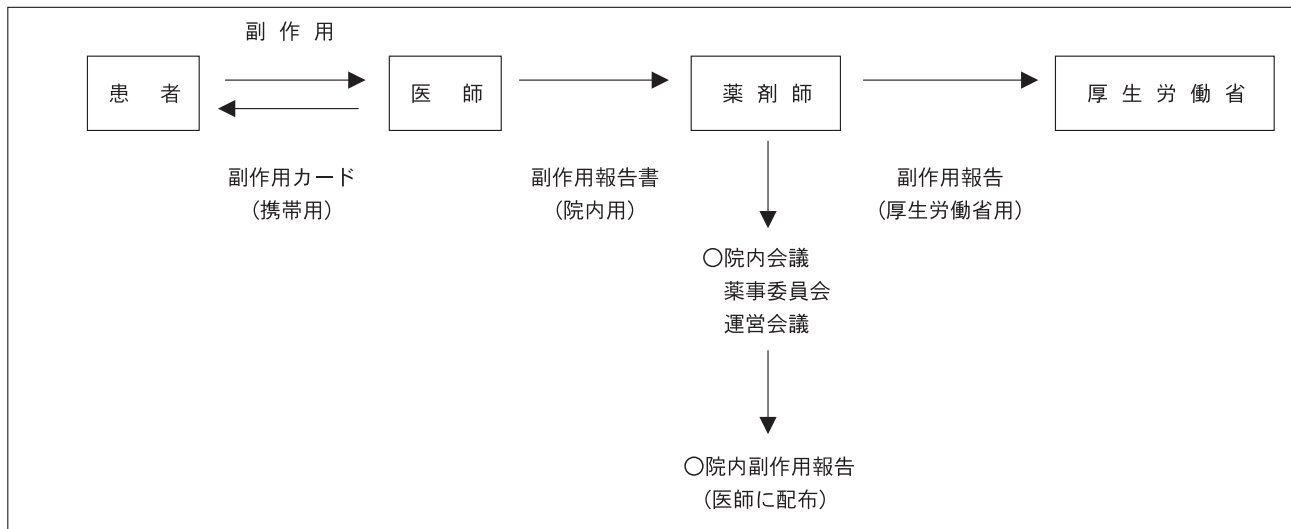 副作用
患者
医師
薬剤師
厚生労働省
副作用カード
（携帯用）
副作用報告書
（院内用）
副作用報告
（厚生労働省用）
○院内会議
薬事委員会
運営会議
○院内副作用報告
（医師に配布）